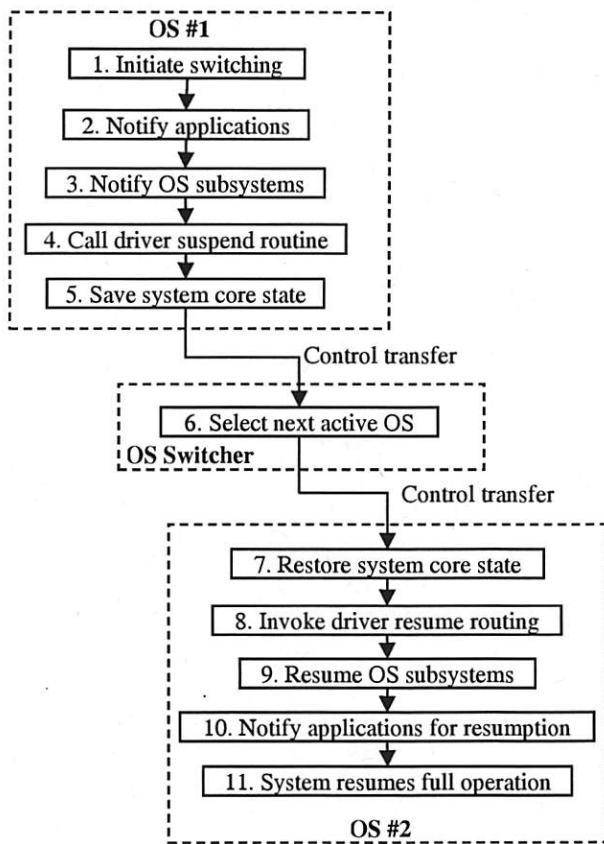 OS #1
1. Initiate switching
2. Notify applications
3. Notify OS subsystems
4. Call driver suspend routine
5. Save system core state
Control transfer
6. Select next active OS
OS Switcher
Control transfer
7. Restore system core state
8. Invoke driver resume routing
9. Resume OS subsystems
10. Notify applications for resumption
11. System resumes full operation
OS #2